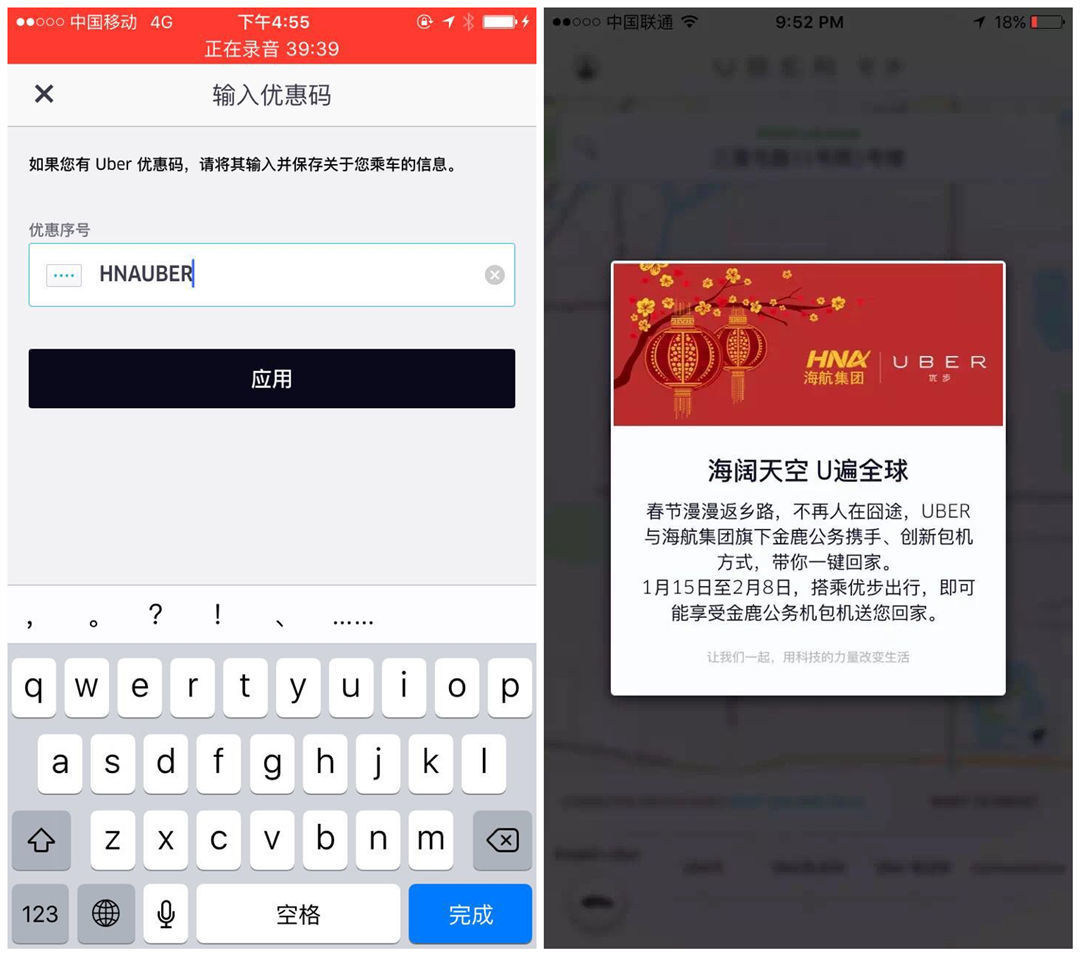 中国移动 4G 下午4:55
正在录音 39:39
输入优惠码
如果您有 Uber 优惠码，请将其输入并保存关于您乘车的信息。
优惠序号
HNAUBER
应用
， 。 ？ ！ 、 ……
q w e r t y u i o p
a s d f g h j k l
z x c v b n m
123 空格 完成
中国联通 9:52 PM 18%
HNA UBER
海航集团 优步
海阔天空 U遍全球
春节漫漫返乡路，不再人在囧途，UBER
与海航集团旗下金鹿公务携手、创新包机
方式，带你一键回家。
1月15日至2月8日，搭乘优步出行，即可
能享受金鹿公务机包机送您回家。
让我们一起，用科技的力量改变生活